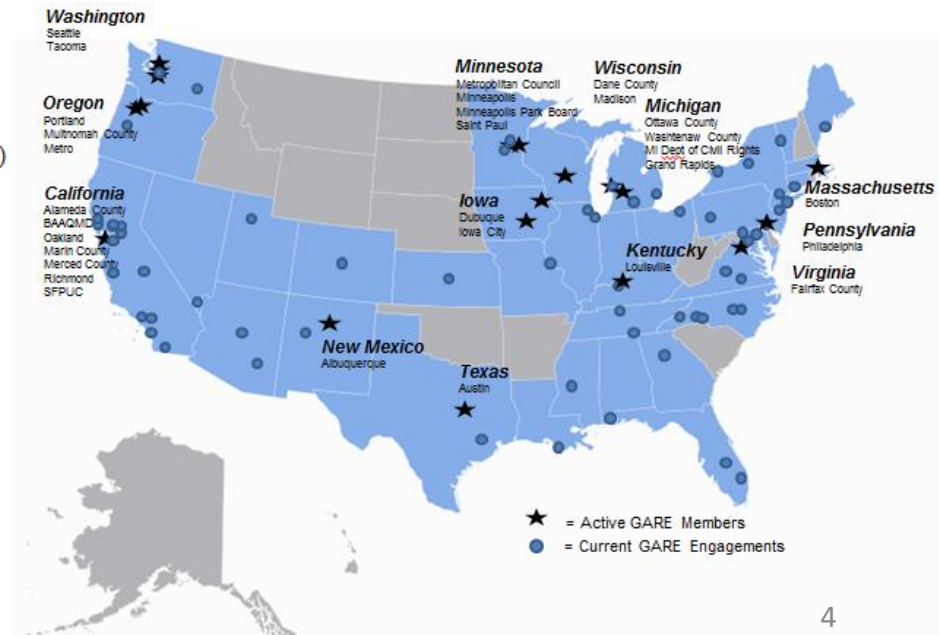 Washington
Seattle
Tacoma
Oregon
Portland
Multnomah County
Metro
)
California
Alameda County
BAAQMD
Oakland
Marin County
Merced County
Richmond
SFPUC
Minnesota
Metropolitan Council
Minneapolis
Minneapolis Park Board
Saint Paul
Wisconsin
Dane County
Madison
Michigan
Ottawa County
Washtenaw County
MI Dept of Civil Rights
Grand Rapids
Iowa
Dubuque
Iowa City
Kentucky
Louisville
Massachusetts
Boston
Pennsylvania
Philadelphia
Virginia
Fairfax County
New Mexico
Albuquerque
Texas
Austin
= Active GARE Members
= Current GARE Engagements
4